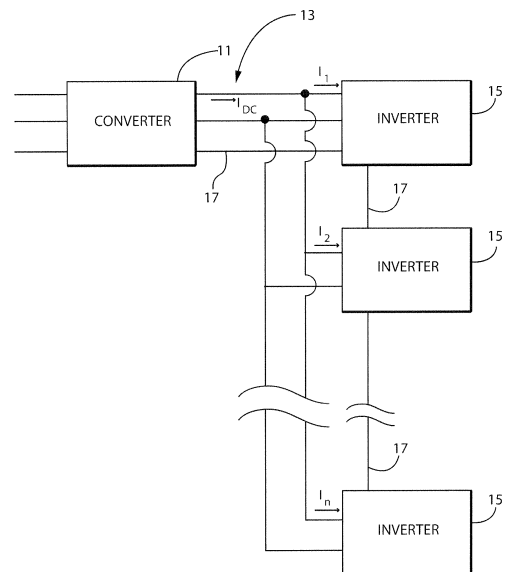 13
11
I1
15
IDC
CONVERTER
INVERTER
17
17
I2
15
INVERTER
17
In
15
INVERTER